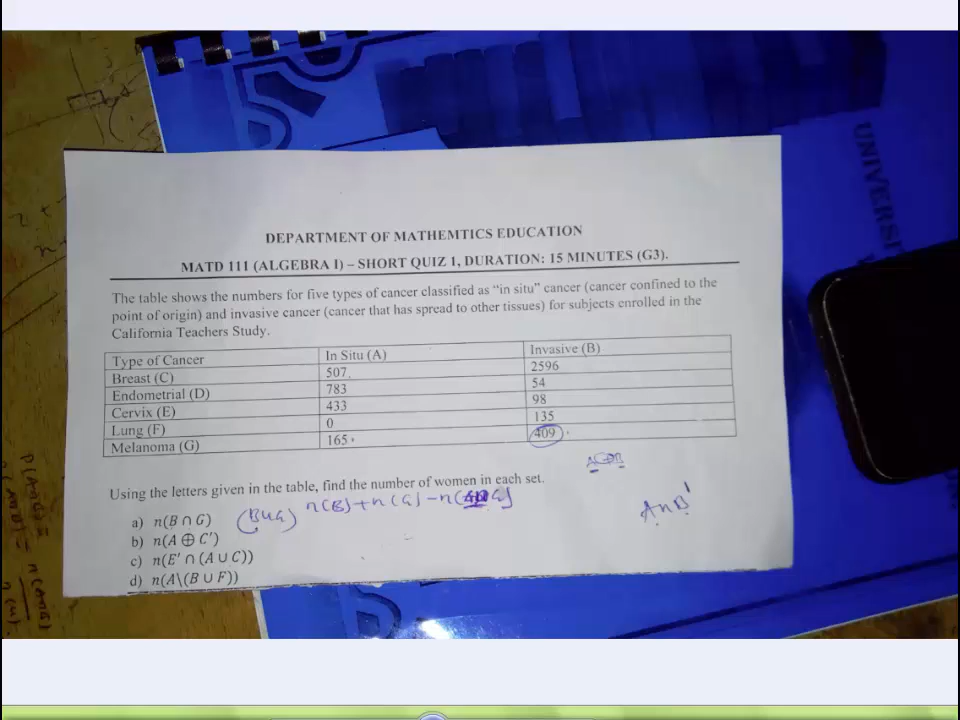 DEPARTMENT OF MATHEMTICS EDUCATION
MATD 111 (ALGEBRA I) – SHORT QUIZ 1, DURATION: 15 MINUTES (G3).
The table shows the numbers for five types of cancer classified as “in situ” cancer (cancer confined to the
point of origin) and invasive cancer (cancer that has spread to other tissues) for subjects enrolled in the
California Teachers Study.
Type of Cancer In Situ (A) Invasive (B)
Breast (C) 507 2596
Endometrial (D) 783 54
Cervix (E) 433 98
Lung (F) 0 135
Melanoma (G) 165 409
Using the letters given in the table, find the number of women in each set.
a) n(B ∩ G) (BUG) n(B)+n(G)-n(
b) n(A ⊕ C')
c) n(E' ∩ (A ∪ C))
d) n(A\(B ∪ F))
AnB'
UNIVERSI